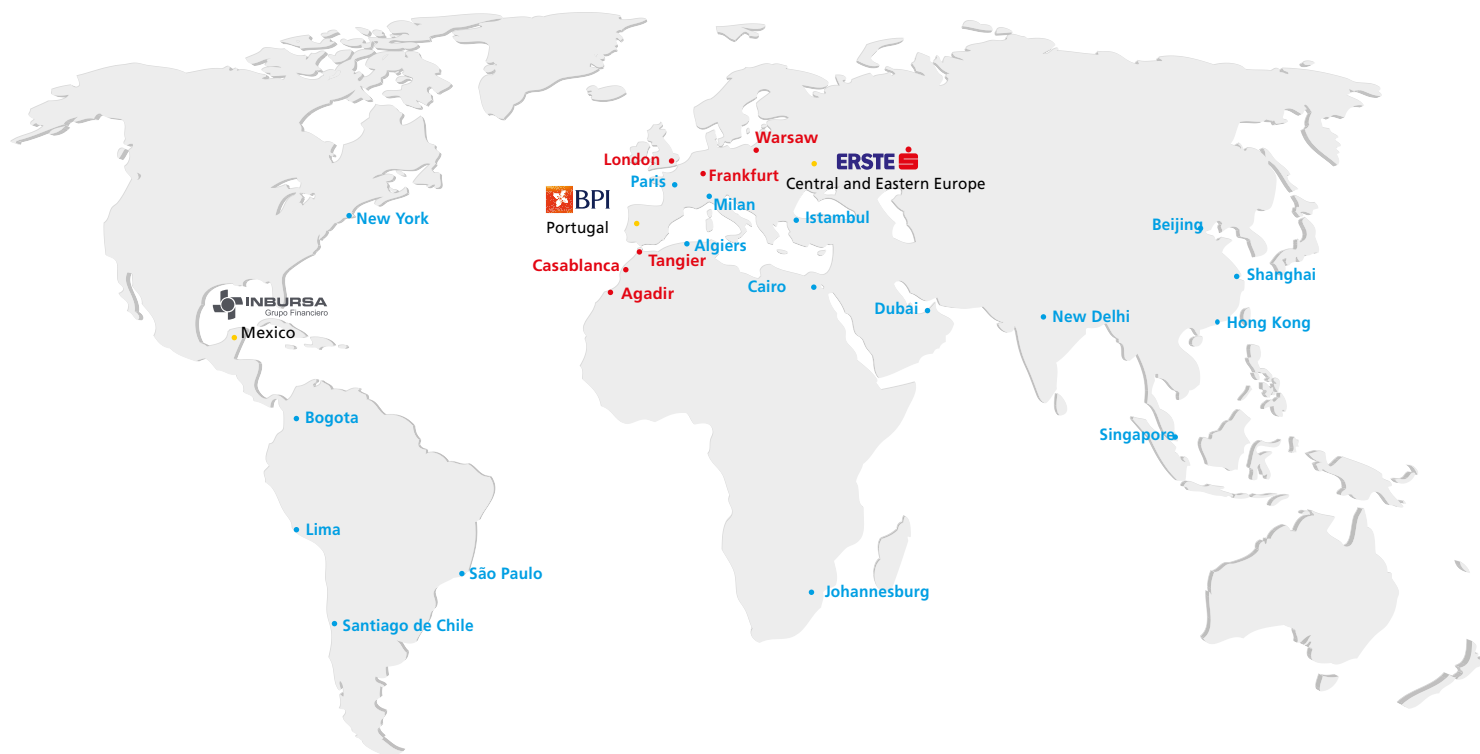 Warsaw
ERSTE
London
Frankfurt
Paris
Central and Eastern Europe
BPI
Milan
New York
Portugal
Istambul
Beijing
Algiers
Casablanca
Tangier
Shanghai
Cairo
Agadir
INBURSA
Grupo Financiero
Dubai
New Delhi
Hong Kong
Mexico
Bogota
Singapore
Lima
São Paulo
Johannesburg
Santiago de Chile